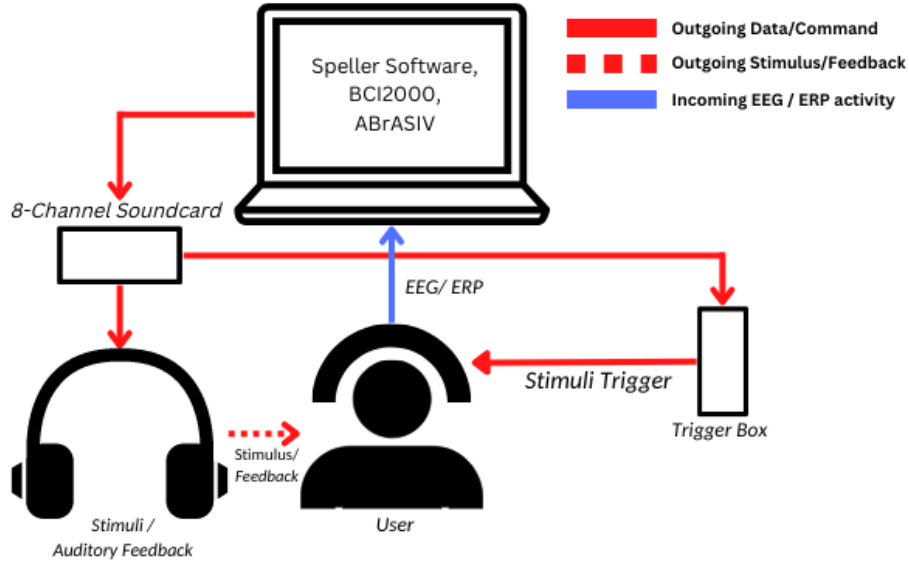 Speller Software,
BCI2000,
ABrASIV
Outgoing Data/Command
Outgoing Stimulus/Feedback
Incoming EEG / ERP activity
8-Channel Soundcard
EEG/ ERP
Stimuli Trigger
Trigger Box
Stimulus/
Feedback
Stimuli /
Auditory Feedback
User